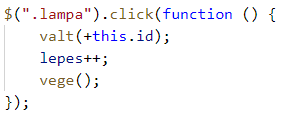 $(".lampa").click(function () {
    valt(+this.id);
    lepes++;
    vege();
});